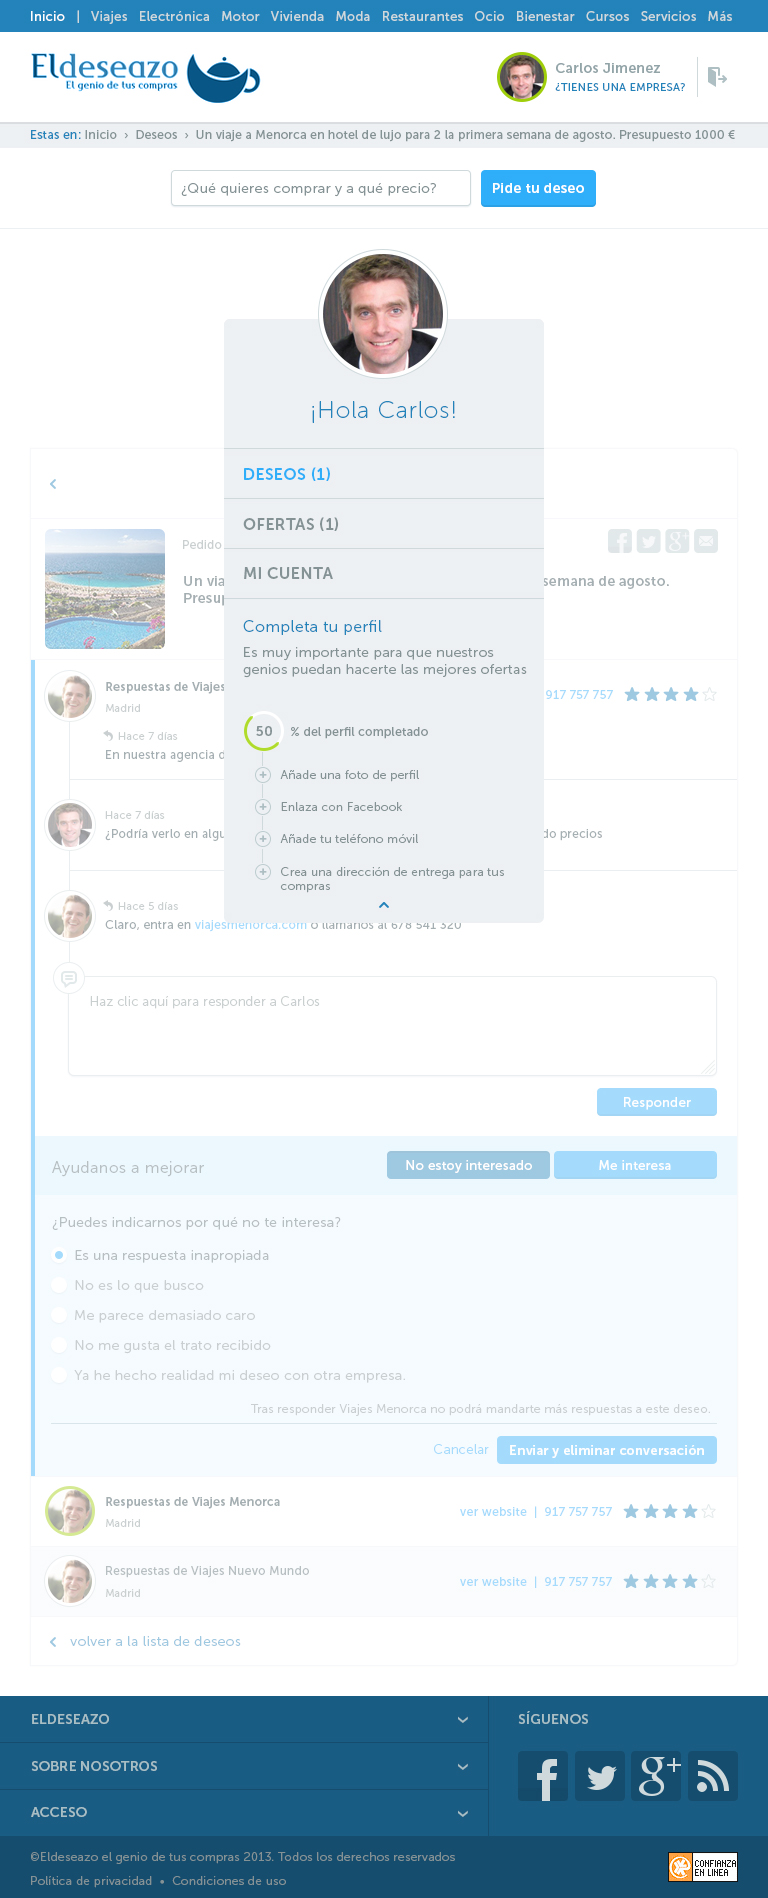 Inicio | Viajes Electrónica Motor Vivienda Moda Restaurantes Ocio Bienestar Cursos Servicios Más
Eldeseazo
El genio de tus compras
Carlos Jimenez
¿TIENES UNA EMPRESA?
Estas en: Inicio › Deseos › Un viaje a Menorca en hotel de lujo para 2 la primera semana de agosto. Presupuesto 1000 €
¿Qué quieres comprar y a qué precio?
Pide tu deseo
¡Hola Carlos!
DESEOS (1)
OFERTAS (1)
MI CUENTA
Completa tu perfil
Es muy importante para que nuestros
genios puedan hacerte las mejores ofertas
50 % del perfil completado
Añade una foto de perfil
Enlaza con Facebook
Añade tu teléfono móvil
Crea una dirección de entrega para tus
compras
Pedido
Un via semana de agosto.
Presup
Respuestas de Viajes 917 757 757
Madrid
Hace 7 días
En nuestra agencia d
Hace 7 días
¿Podría verlo en algu do precios
Hace 5 días
Claro, entra en viajesmenorca.com o llámanos al 678 541 320
Haz clic aquí para responder a Carlos
Responder
Ayudanos a mejorar
No estoy interesado
Me interesa
¿Puedes indicarnos por qué no te interesa?
Es una respuesta inapropiada
No es lo que busco
Me parece demasiado caro
No me gusta el trato recibido
Ya he hecho realidad mi deseo con otra empresa.
Tras responder Viajes Menorca no podrá mandarte más respuestas a este deseo.
Cancelar
Enviar y eliminar conversación
Respuestas de Viajes Menorca
Madrid
ver website | 917 757 757
Respuestas de Viajes Nuevo Mundo
Madrid
ver website | 917 757 757
volver a la lista de deseos
ELDESEAZO
SOBRE NOSOTROS
ACCESO
SÍGUENOS
©Eldeseazo el genio de tus compras 2013. Todos los derechos reservados
Política de privacidad • Condiciones de uso
CONFIANZA
EN LINEA